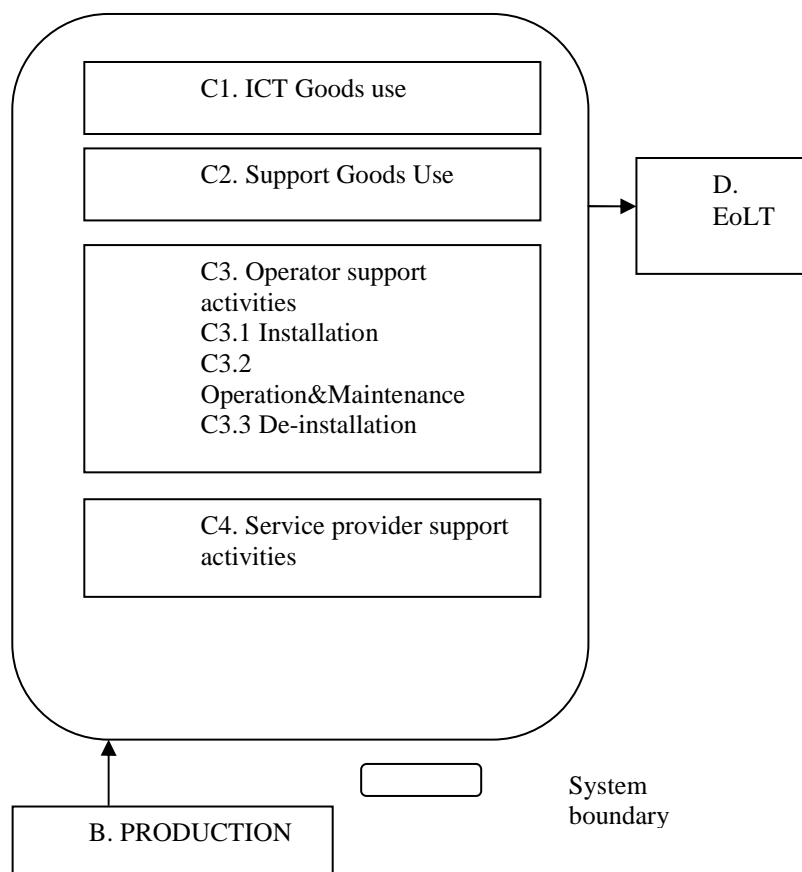 C1. ICT Goods use
C2. Support Goods Use
D.
EoLT
C3. Operator support
activities
C3.1 Installation
C3.2
Operation&Maintenance
C3.3 De-installation
C4. Service provider support
activities
System
boundary
B. PRODUCTION